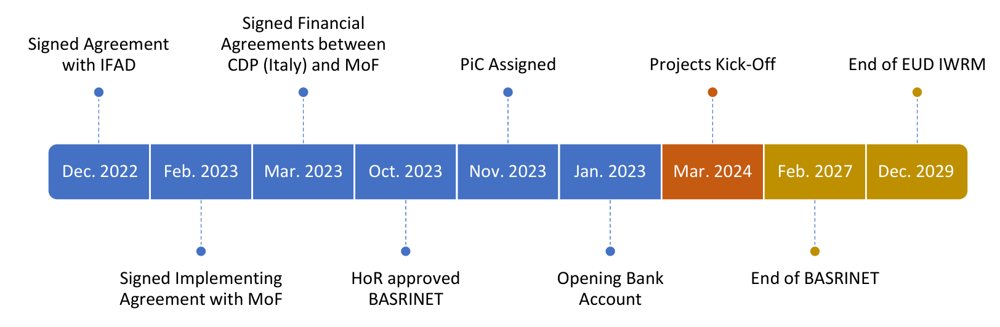 Signed Agreement
with IFAD
Signed Financial
Agreements between
CDP (Italy) and MoF
PiC Assigned
Projects Kick-Off
End of EUD IWRM
Dec. 2022
Feb. 2023
Mar. 2023
Oct. 2023
Nov. 2023
Jan. 2023
Mar. 2024
Feb. 2027
Dec. 2029
Signed Implementing
Agreement with MoF
HoR approved
BASRINET
Opening Bank
Account
End of BASRINET